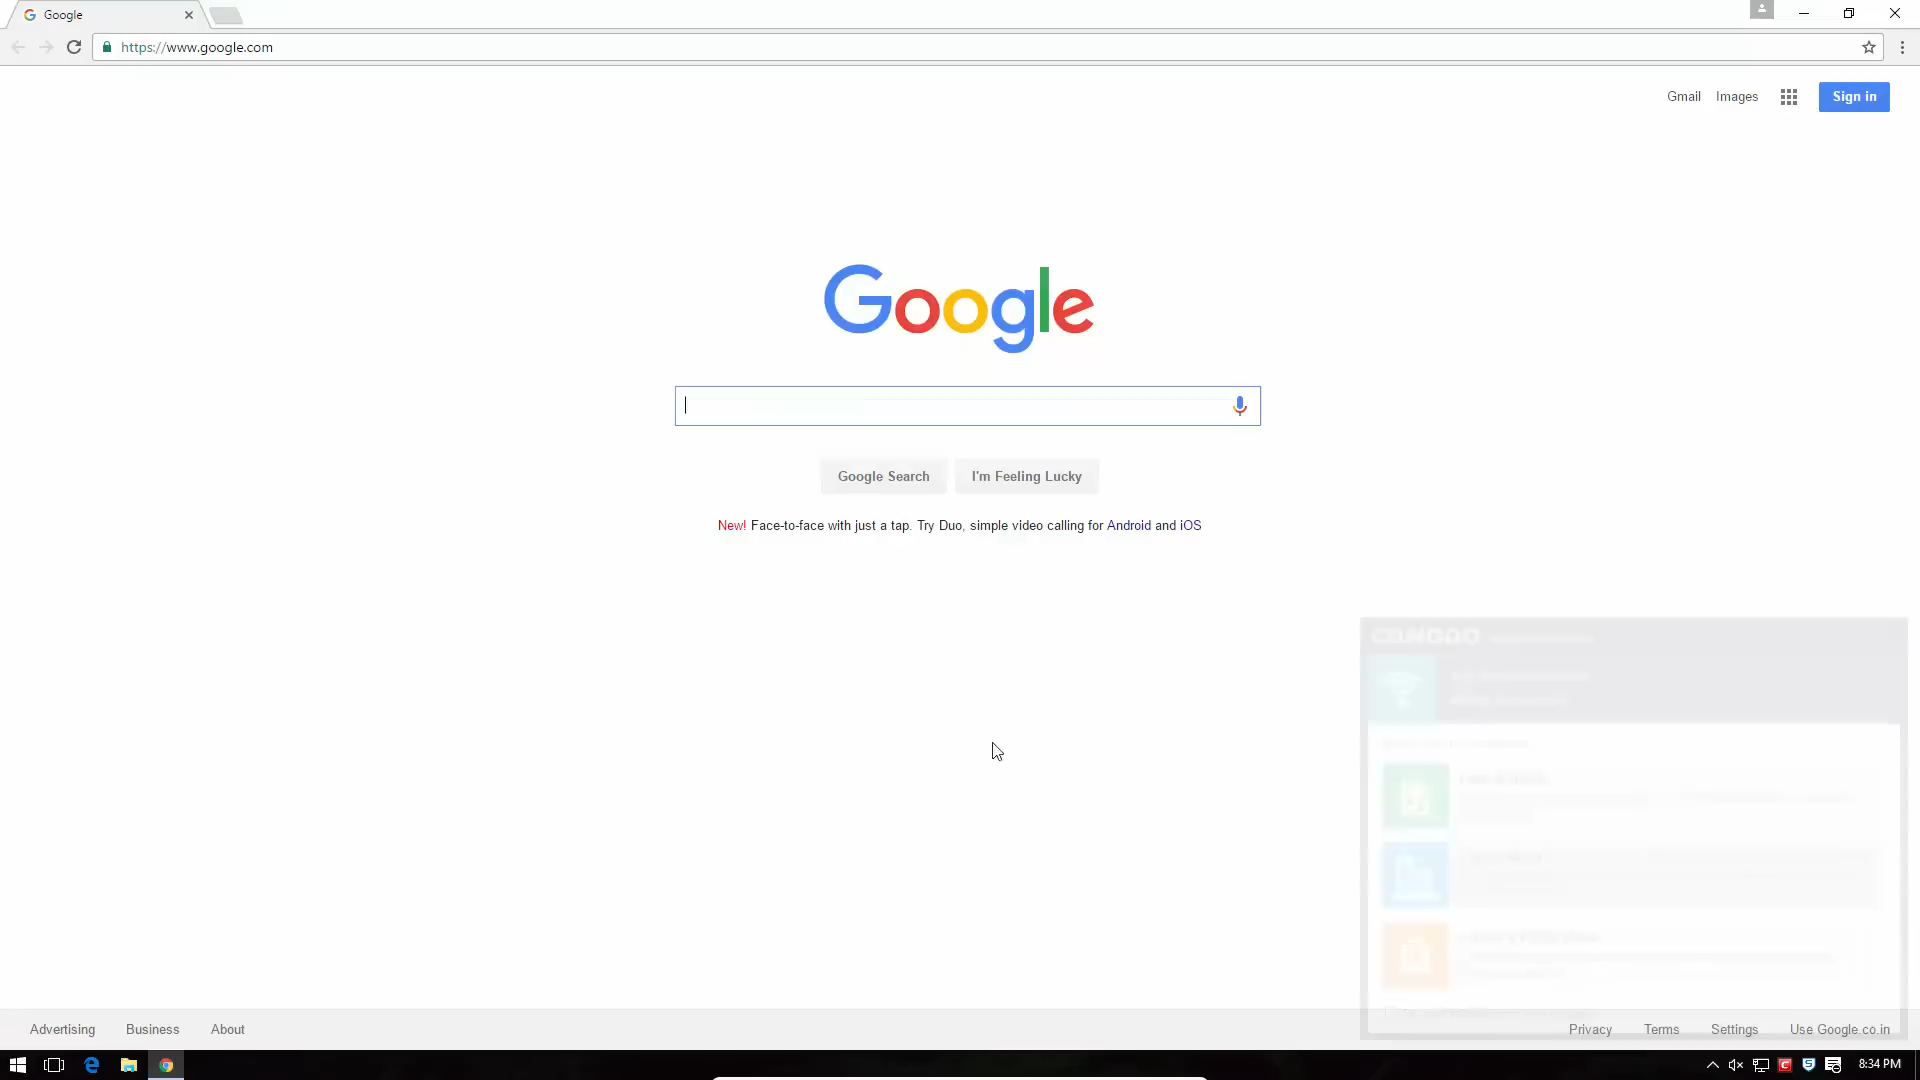 Google
https://www.google.com
Gmail Images Sign in
Google
Google Search I'm Feeling Lucky
New! Face-to-face with just a tap. Try Duo, simple video calling for Android and iOS
COMODO
Advertising Business About Privacy Terms Settings Use Google.co.in
8:34 PM